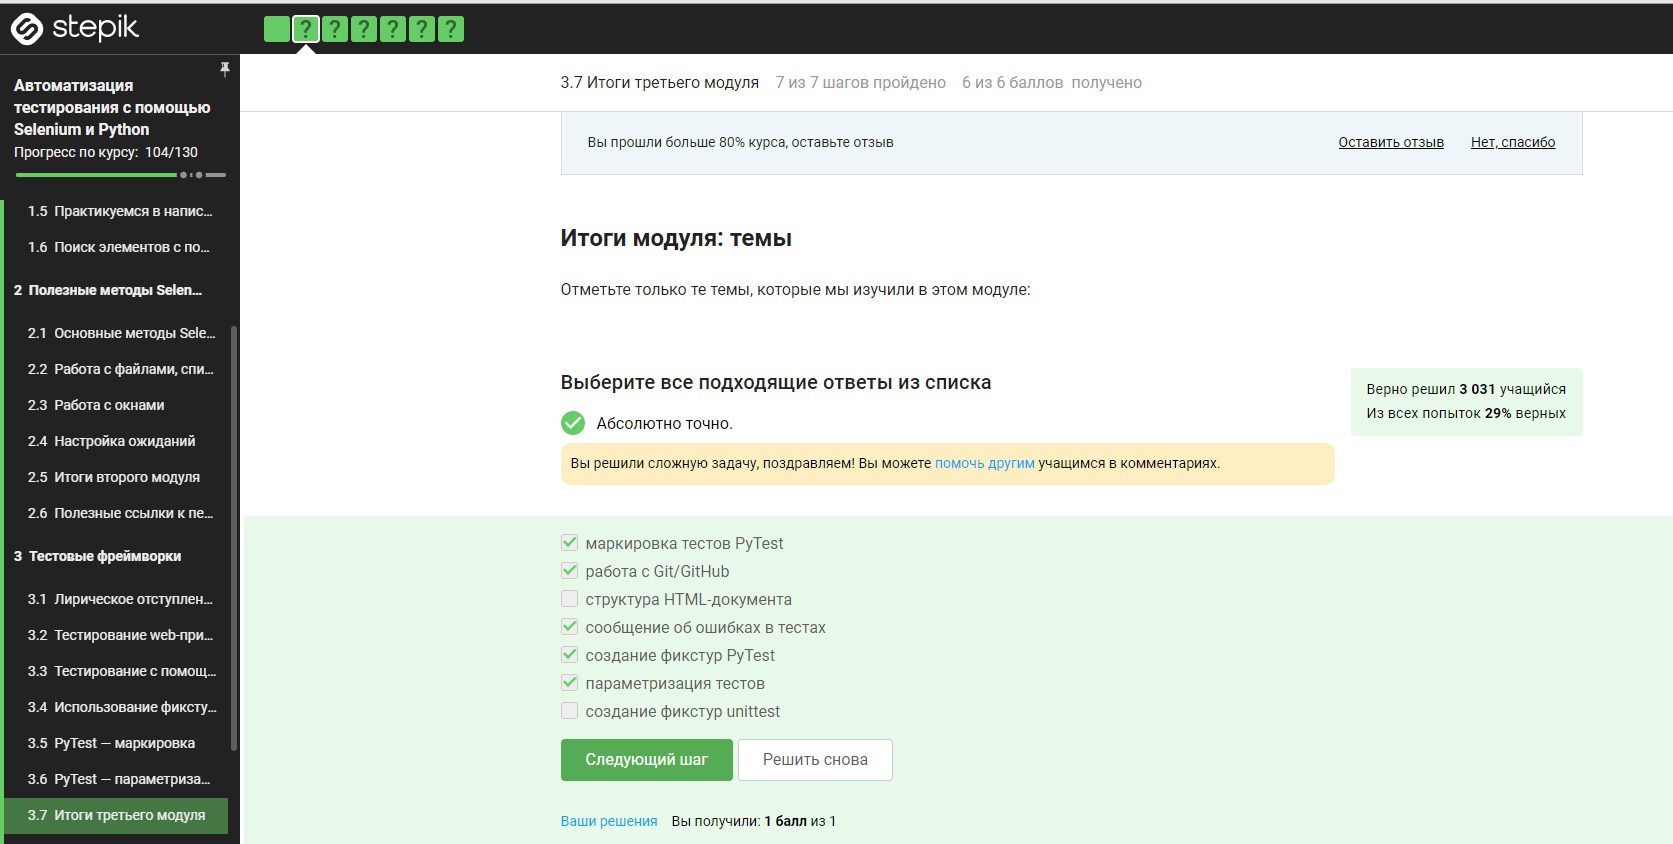 stepik
? ? ? ? ? ?
Автоматизация
тестирования с помощью
Selenium и Python
Прогресс по курсу: 104/130
1.5 Практикуемся в напис...
1.6 Поиск элементов с по...
2 Полезные методы Selen...
2.1 Основные методы Sele...
2.2 Работа с файлами, спи...
2.3 Работа с окнами
2.4 Настройка ожиданий
2.5 Итоги второго модуля
2.6 Полезные ссылки к пе...
3 Тестовые фреймворки
3.1 Лирическое отступлен...
3.2 Тестирование web-при...
3.3 Тестирование с помощ...
3.4 Использование фиксту...
3.5 PyTest — маркировка
3.6 PyTest — параметриза...
3.7 Итоги третьего модуля
3.7 Итоги третьего модуля 7 из 7 шагов пройдено 6 из 6 баллов получено
Вы прошли больше 80% курса, оставьте отзыв Оставить отзыв Нет, спасибо
Итоги модуля: темы
Отметьте только те темы, которые мы изучили в этом модуле:
Выберите все подходящие ответы из списка
Верно решил 3 031 учащийся
Из всех попыток 29% верных
Абсолютно точно.
Вы решили сложную задачу, поздравляем! Вы можете помочь другим учащимся в комментариях.
маркировка тестов PyTest
работа с Git/GitHub
структура HTML-документа
сообщение об ошибках в тестах
создание фикстур PyTest
параметризация тестов
создание фикстур unittest
Следующий шаг Решить снова
Ваши решения Вы получили: 1 балл из 1